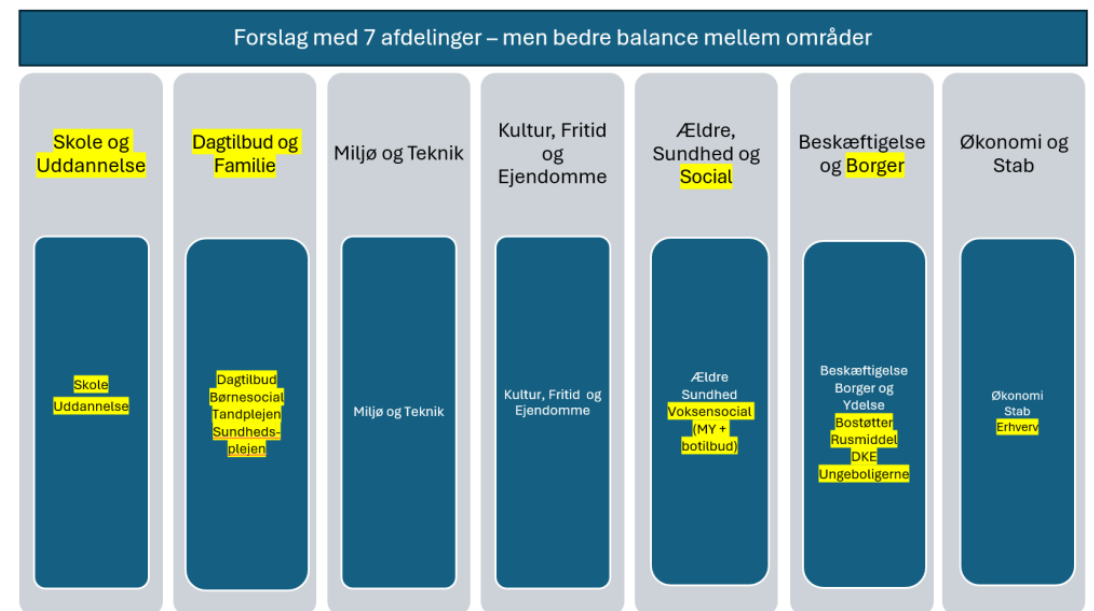 Forslag med 7 afdelinger – men bedre balance mellem områder
Skole og
Uddannelse
Dagtilbud og
Familie
Miljø og Teknik
Kultur, Fritid
og
Ejendomme
Ældre,
Sundhed og
Social
Beskæftigelse
og Borger
Økonomi og
Stab
Skole
Uddannelse
Dagtilbud
Børnesocial
Tandplejen
Sundheds-
plejen
Miljø og Teknik
Kultur, Fritid og
Ejendomme
Ældre
Sundhed
Voksensocial
(MY +
botilbud)
Beskæftigelse
Borger og
Ydelse
Bostøtter
Rusmiddel
DKE
Ungeboligerne
Økonomi
Stab
Erhverv